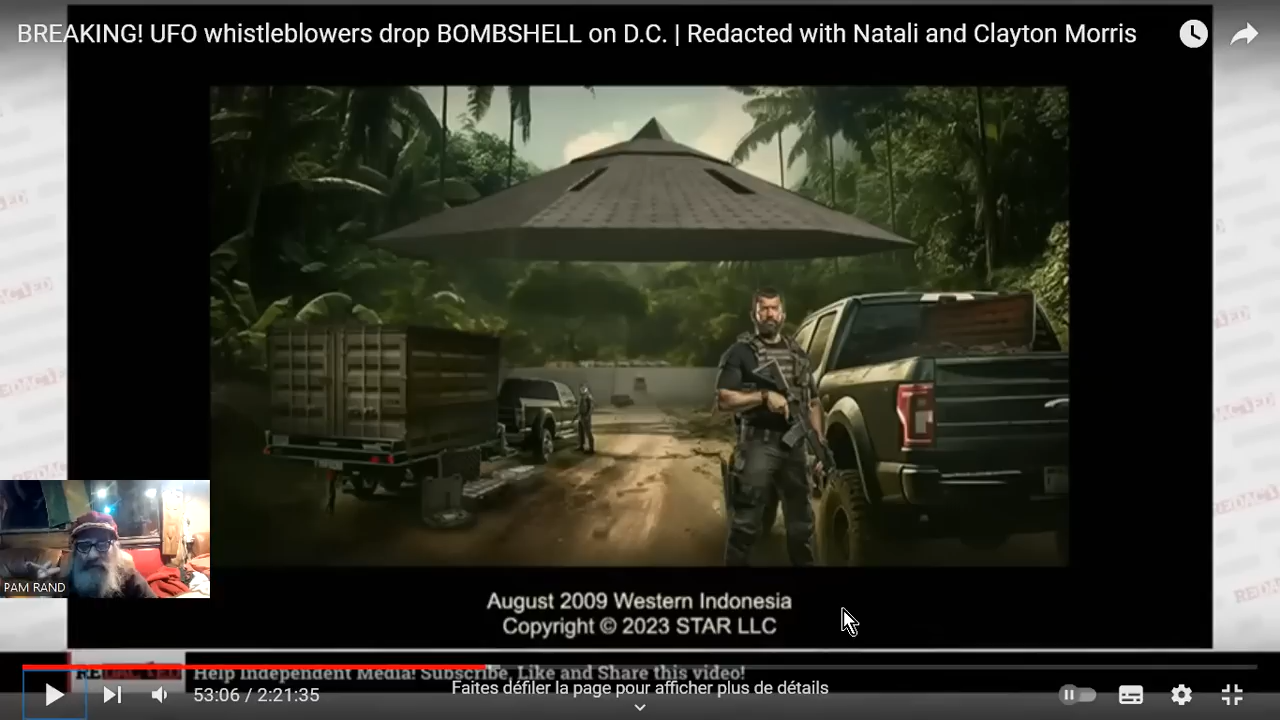 BREAKING! UFO whistleblowers drop BOMBSHELL on D.C. | Redacted with Natali and Clayton Morris
PAM RAND
August 2009 Western Indonesia
Copyright © 2023 STAR LLC
REDACTED
Help Independent Media! Subscribe, Like and Share this video!
53:06 / 2:21:35
Faites défiler la page pour afficher plus de détails